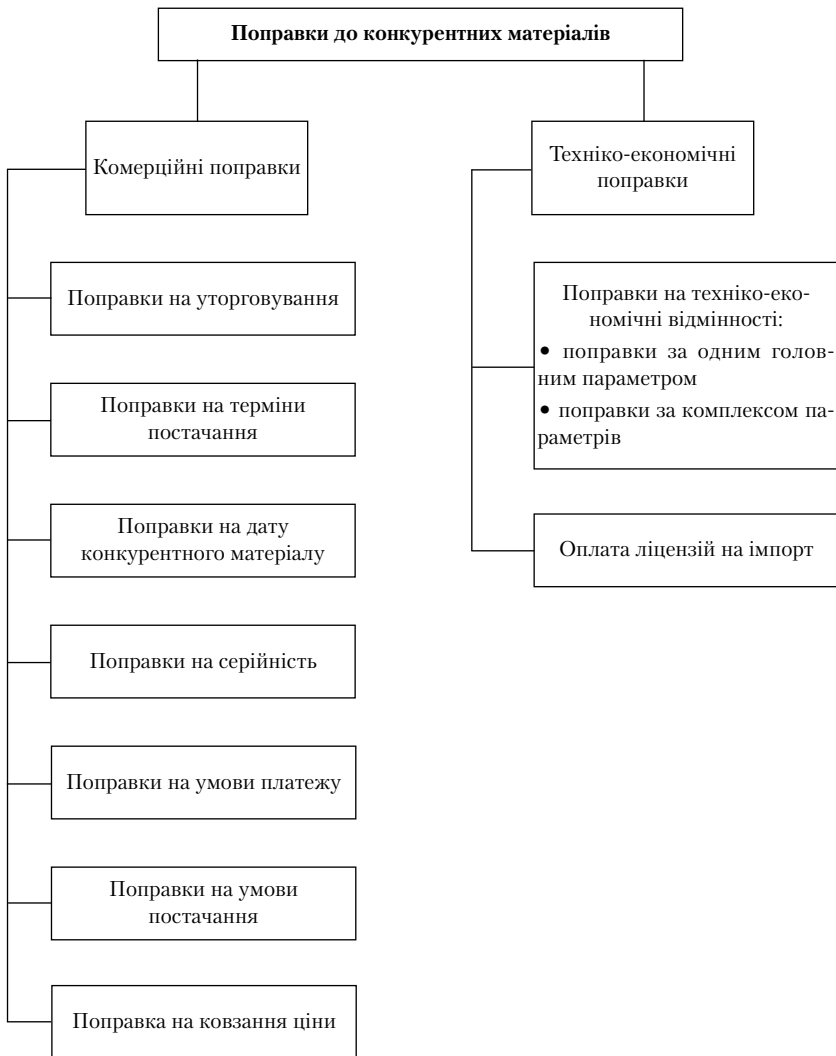 Поправки до конкурентних матеріалів
Комерційні поправки
Поправки на уторговування
Поправки на терміни
постачання
Поправки на дату
конкурентного матеріалу
Поправки на серійність
Поправки на умови платежу
Поправки на умови
постачання
Поправка на ковзання ціни
Техніко-економічні
поправки
Поправки на техніко-еко-
номічні відмінності:
• поправки за одним голов-
ним параметром
• поправки за комплексом па-
раметрів
Оплата ліцензій на імпорт